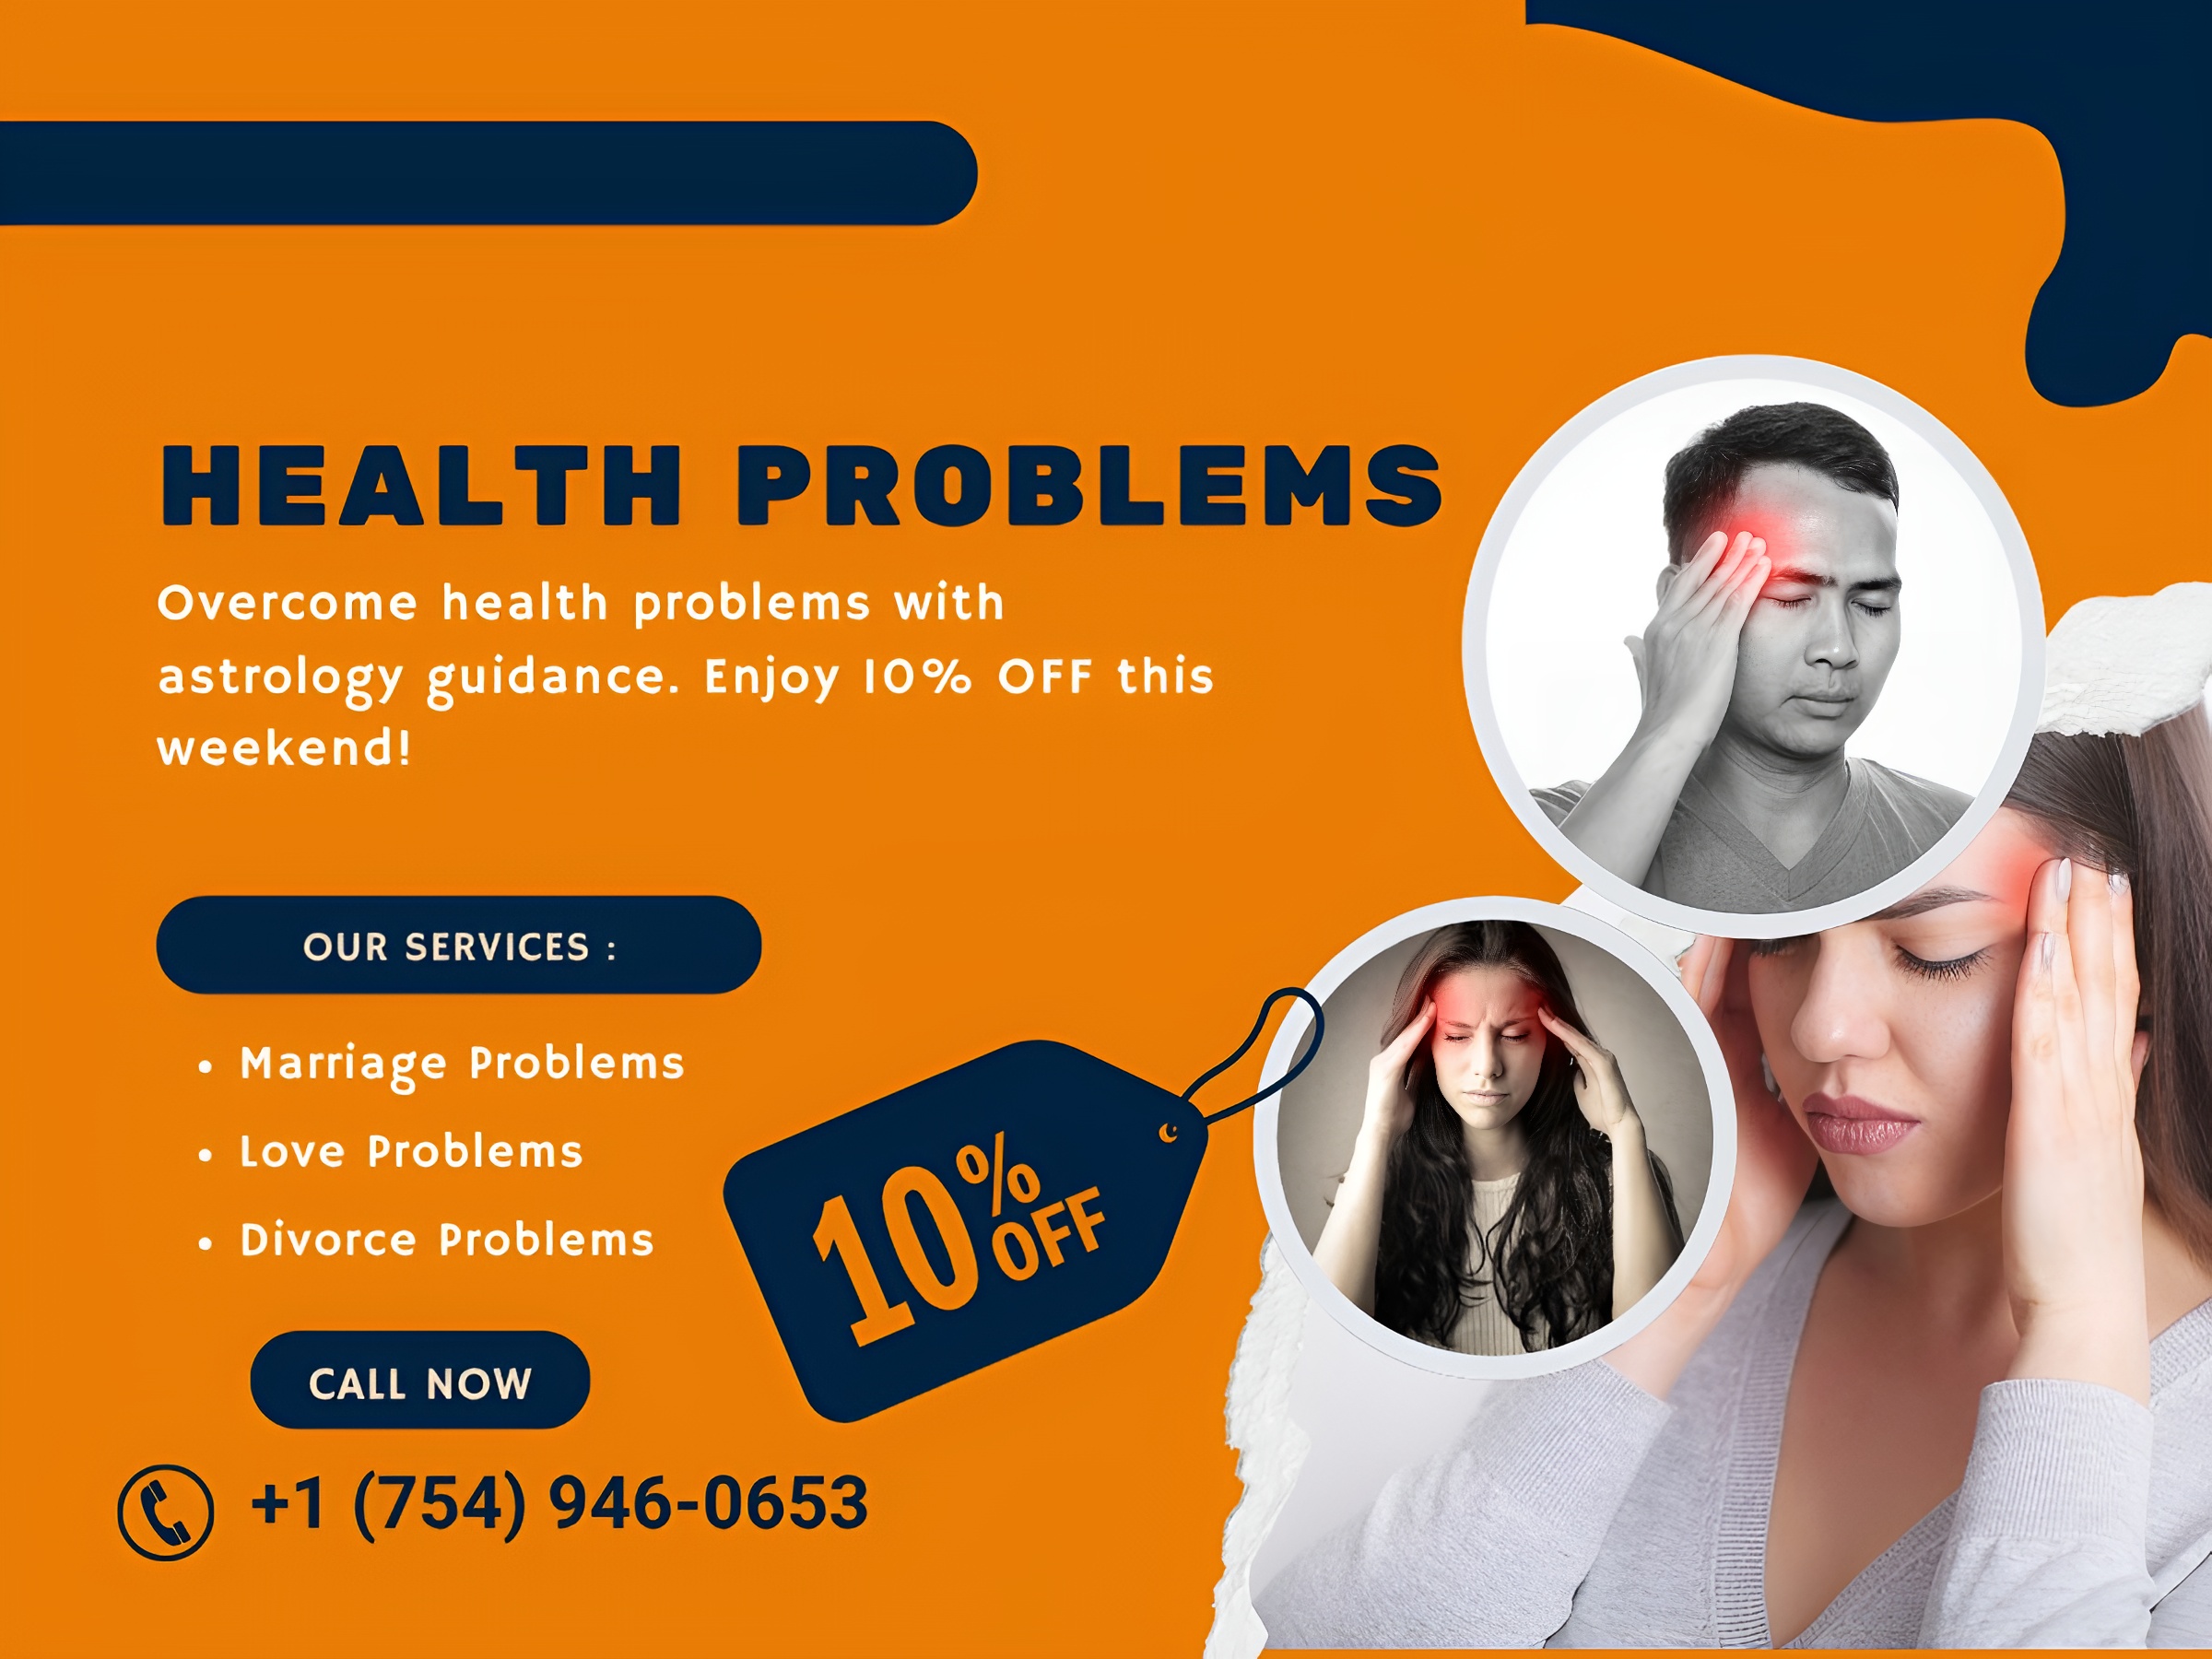 HEALTH PROBLEMS
Overcome health problems with
astrology guidance. Enjoy 10% OFF this
weekend!
OUR SERVICES :
• Marriage Problems
• Love Problems
• Divorce Problems
10% OFF
CALL NOW
+1 (754) 946-0653